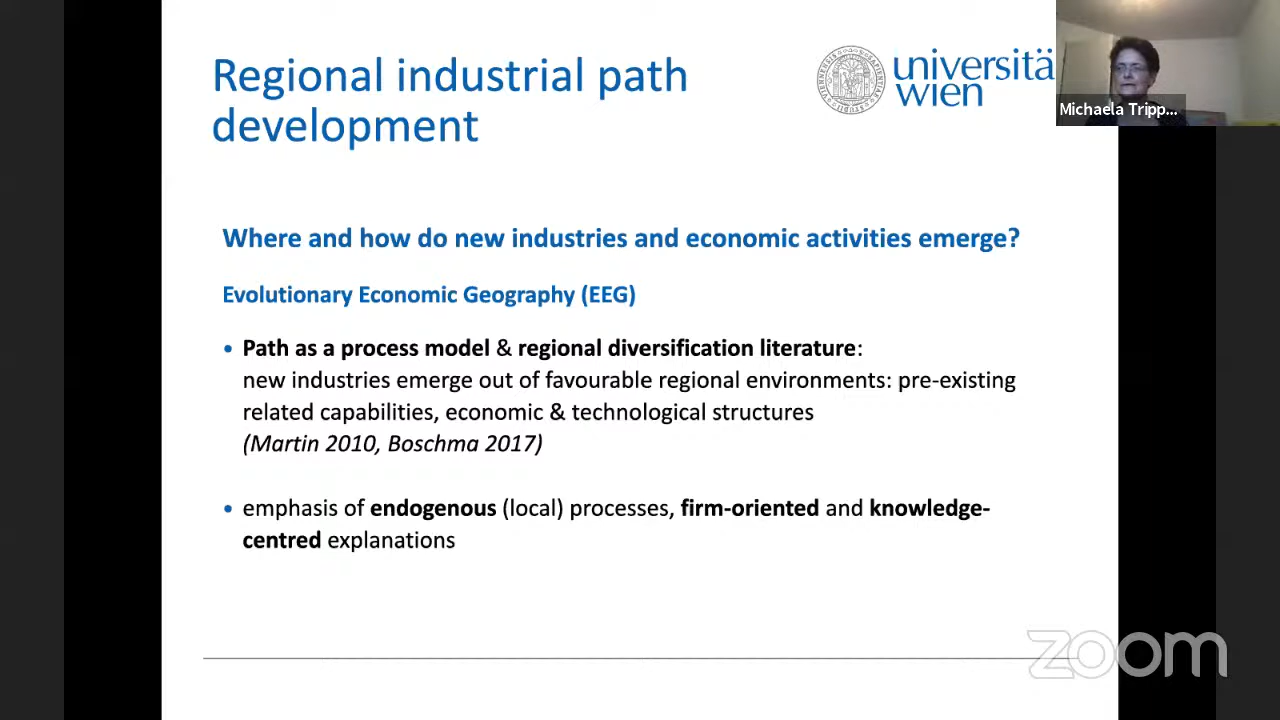 Regional industrial path
development
universitä
wien
Michaela Tripp...
Where and how do new industries and economic activities emerge?
Evolutionary Economic Geography (EEG)
• Path as a process model & regional diversification literature:
new industries emerge out of favourable regional environments: pre-existing
related capabilities, economic & technological structures
(Martin 2010, Boschma 2017)
• emphasis of endogenous (local) processes, firm-oriented and knowledge-
centred explanations
zoom